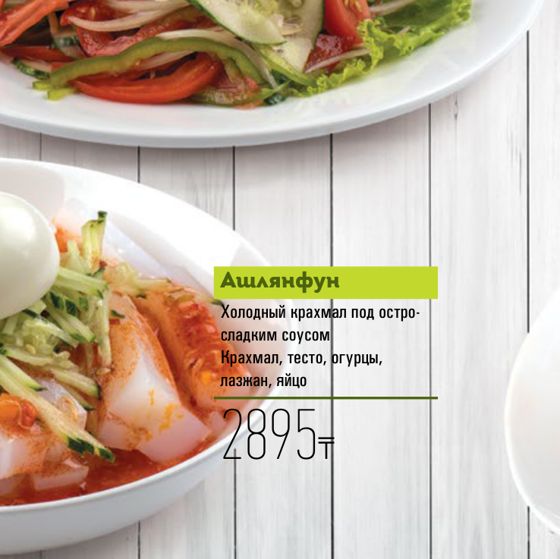 Ашлянфун
Холодный крахмал под остро-
сладким соусом
Крахмал, тесто, огурцы,
лазжан, яйцо
2895₸